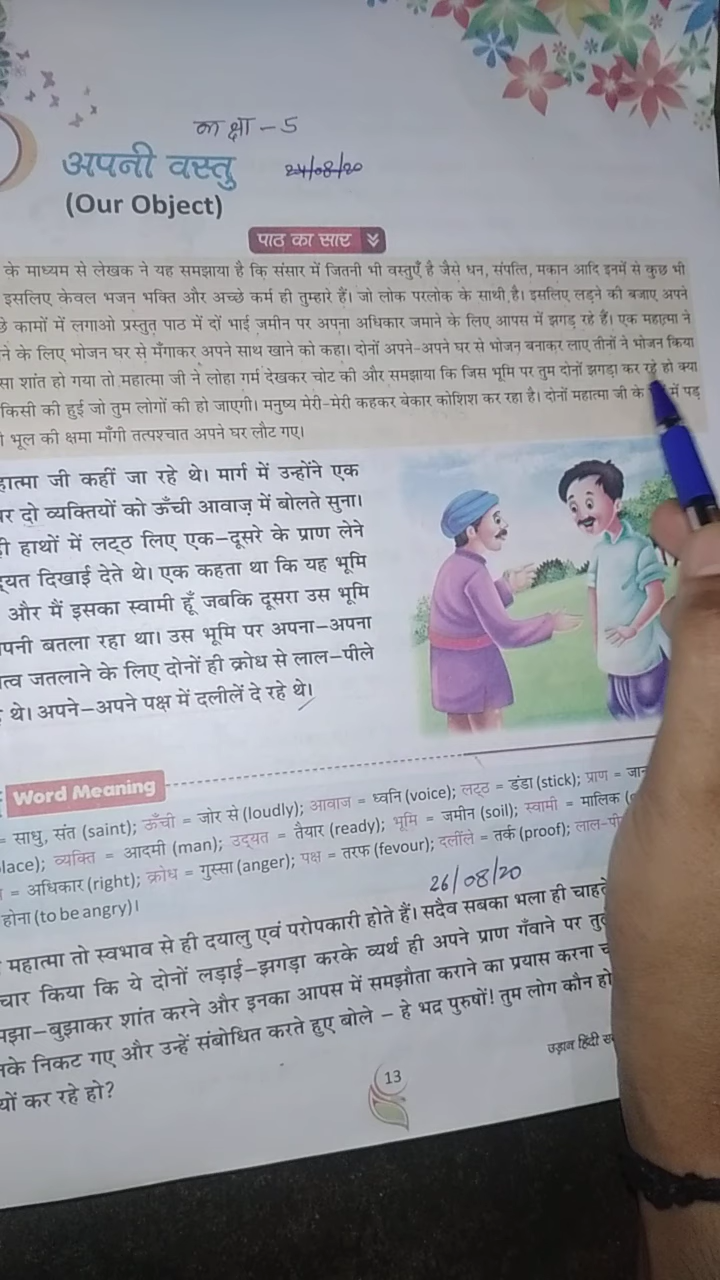 कक्षा - 5
अपनी वस्तु
24/08/20
(Our Object)
पाठ का सार
के माध्यम से लेखक ने यह समझाया है कि संसार में जितनी भी वस्तुएँ है जैसे धन, संपत्ति, मकान आदि इनमें से कुछ भी
इसलिए केवल भजन भक्ति और अच्छे कर्म ही तुम्हारे हैं। जो लोक परलोक के साथी है। इसलिए लड़ने की बजाए अपने
कामों में लगाओ प्रस्तुत पाठ में दों भाई जमीन पर अपना अधिकार जमाने के लिए आपस में झगड़ रहे हैं। एक महात्मा ने
के लिए भोजन घर से मँगाकर अपने साथ खाने को कहा। दोनों अपने-अपने घर से भोजन बनाकर लाए तीनों ने भोजन किया
शांत हो गया तो महात्मा जी ने लोहा गर्म देखकर चोट की और समझाया कि जिस भूमि पर तुम दोनों झगड़ा कर रहे हो क्या
किसी की हुई जो तुम लोगों की हो जाएगी। मनुष्य मेरी-मेरी कहकर बेकार कोशिश कर रहा है। दोनों महात्मा जी के में पड़
भूल की क्षमा माँगी तत्पश्चात अपने घर लौट गए।
जी कहीं जा रहे थे। मार्ग में उन्होंने एक
दो व्यक्तियों को ऊँची आवाज़ में बोलते सुना।
हाथों में लट्ठ लिए एक-दूसरे के प्राण लेने
दिखाई देते थे। एक कहता था कि यह भूमि
और मैं इसका स्वामी हूँ जबकि दूसरा उस भूमि
बतला रहा था। उस भूमि पर अपना-अपना
जतलाने के लिए दोनों ही क्रोध से लाल-पीले
थे। अपने-अपने पक्ष में दलीलें दे रहे थे।
Word Meaning
= साधु, संत (saint); ऊँची = जोर से (loudly); आवाज = ध्वनि (voice); लट्ठ = डंडा (stick); प्राण =
व्यक्ति = आदमी (man); उद्यत = तैयार (ready); भूमि = जमीन (soil); स्वामी = मालिक
= अधिकार (right); क्रोध = गुस्सा (anger); पक्ष = तरफ (fevour); दलीलें = तर्क (proof);
होना (to be angry)।
26/08/20
महात्मा तो स्वभाव से ही दयालु एवं परोपकारी होते हैं। सदैव सबका भला ही
किया कि ये दोनों लड़ाई-झगड़ा करके व्यर्थ ही अपने प्राण गँवाने पर
बुझाकर शांत करने और इनका आपस में समझौता कराने का प्रयास करना
निकट गए और उन्हें संबोधित करते हुए बोले - हे भद्र पुरुषों! तुम लोग कौन
कर रहे हो?
उड़ान हिंदी
13